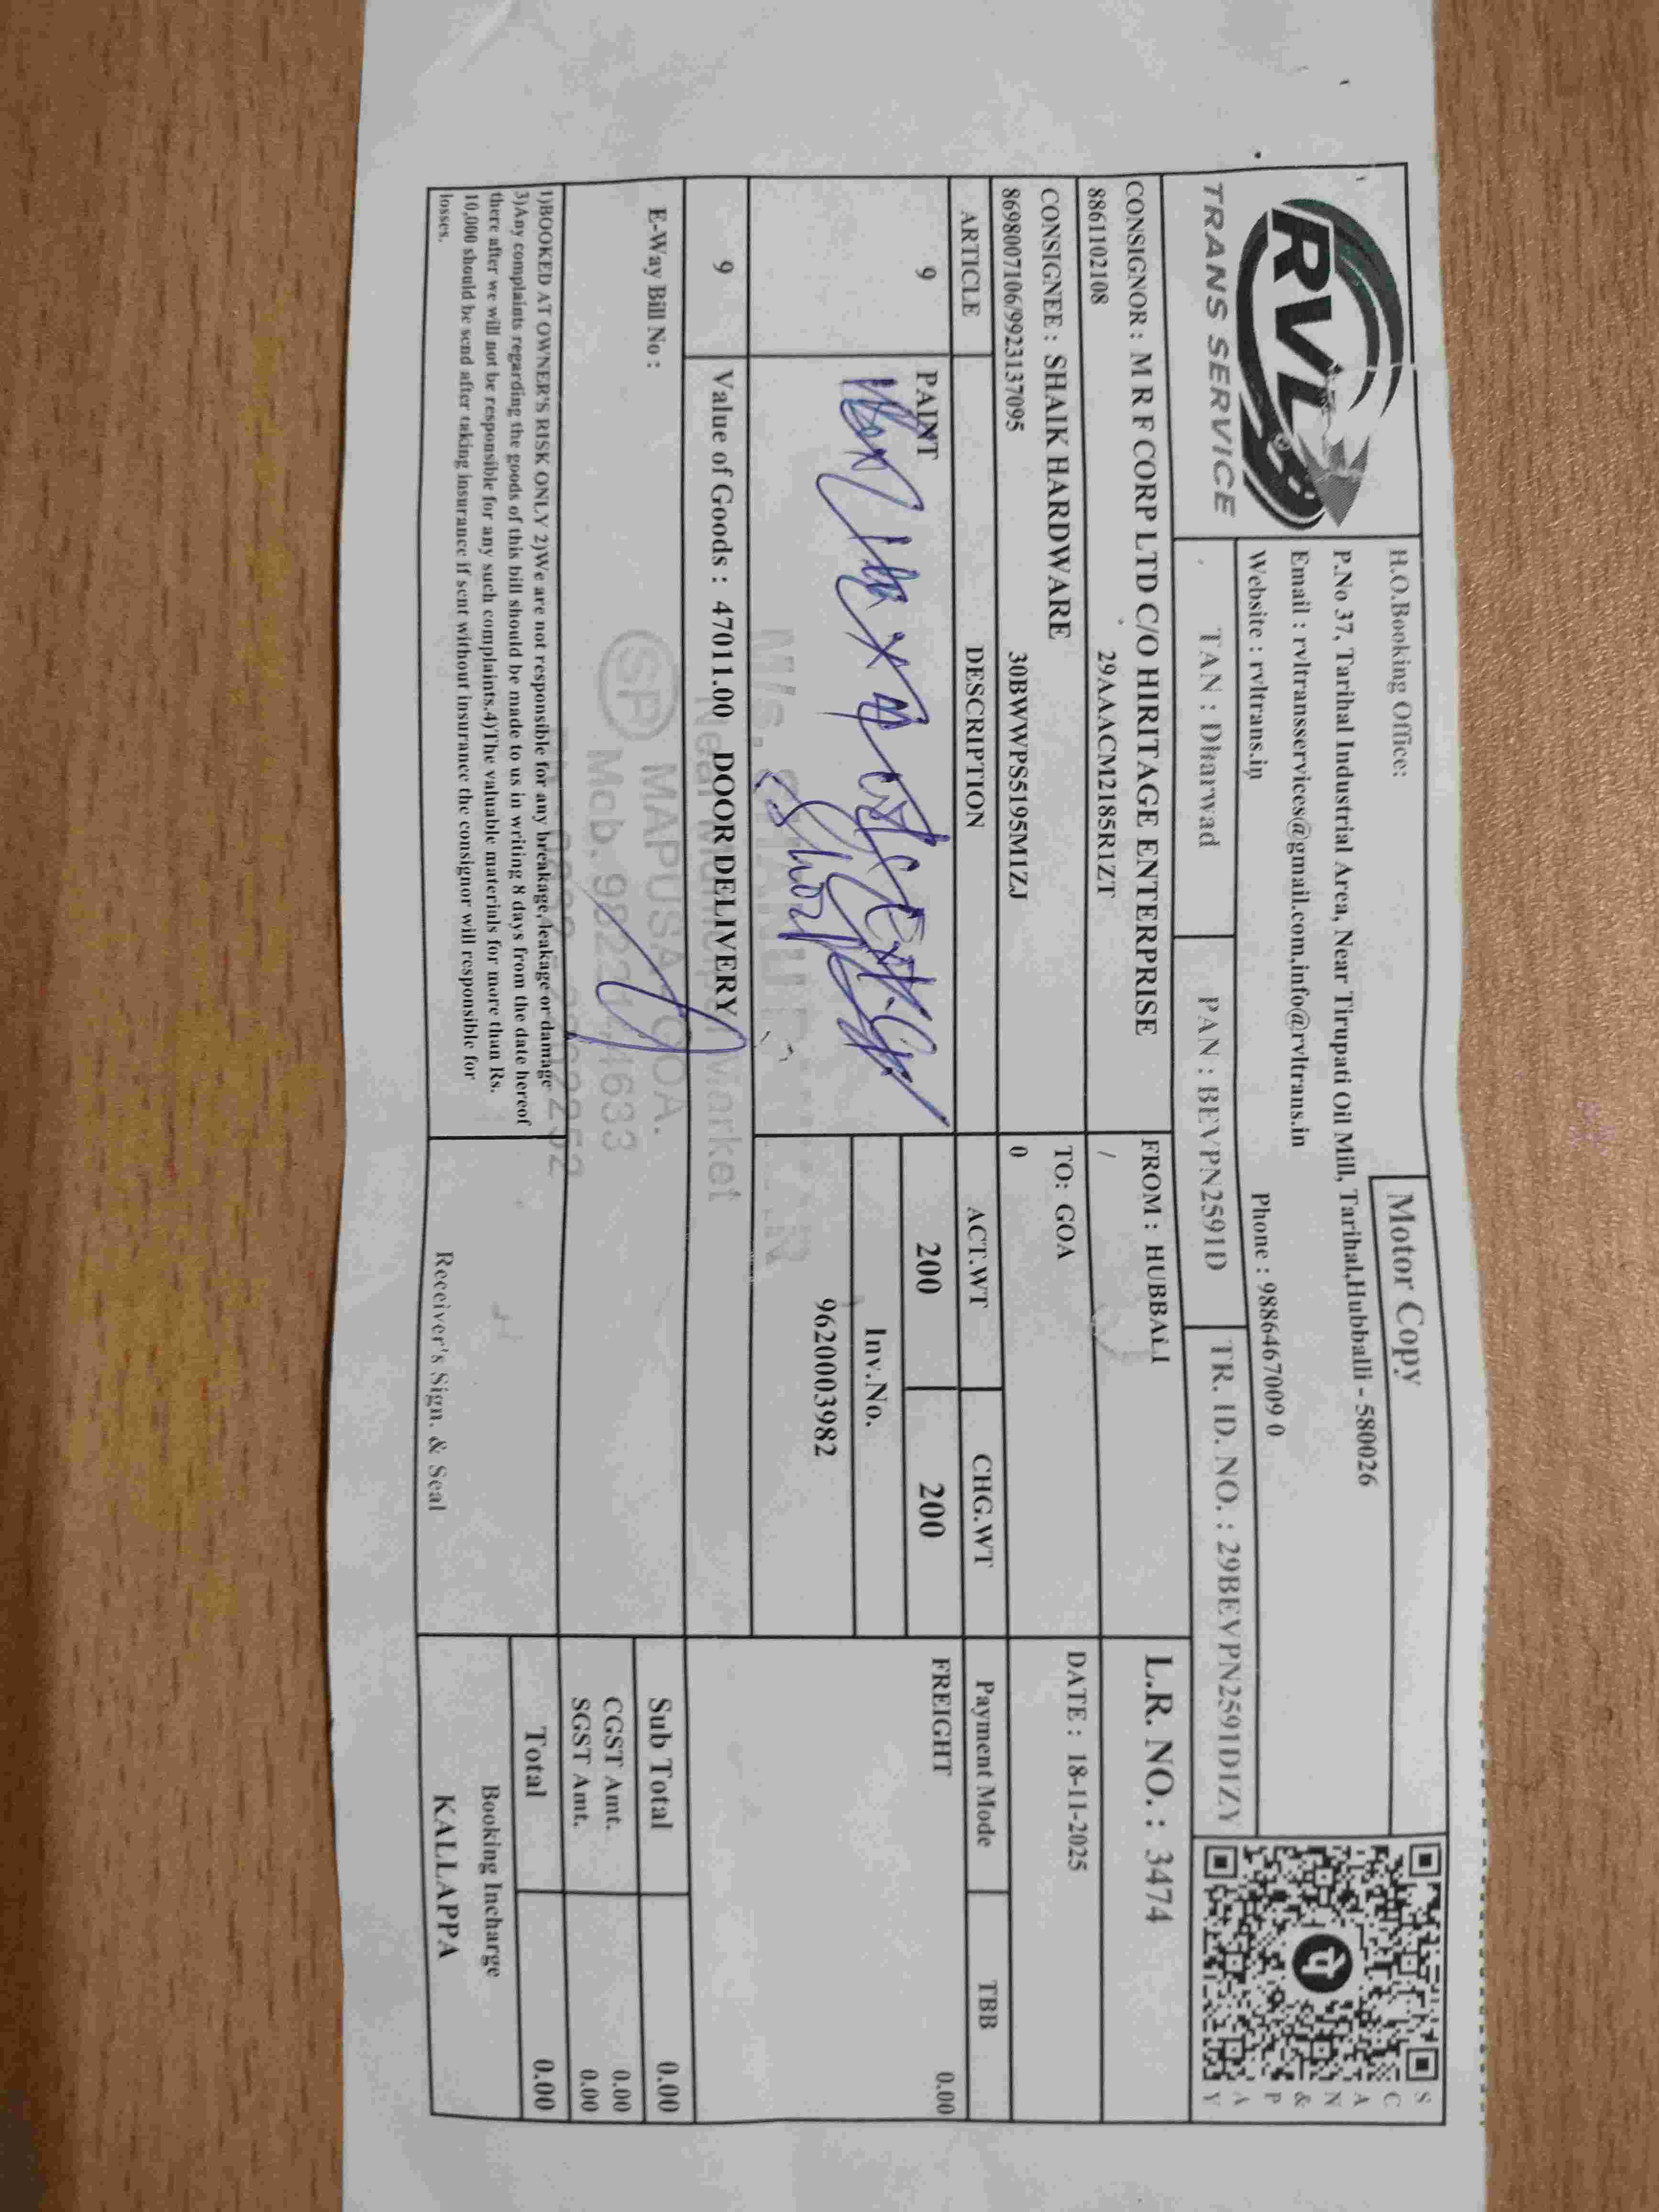 RVL
TRANS SERVICE
Motor Copy
H.O.Booking Office:
P.No 37, Tarihal Industrial Area, Near Tirupati Oil Mill, Tarihal,Hubballi - 580026
Email : rvltransservices@gmail.com,info@rvltrans.in
Website : rvltrans.in Phone : 9886467009 0
SCAN & PAY
TAN : Dharwad PAN : BEVPN2591D TR. ID. NO. : 29BEVPN2591D1ZY
CONSIGNOR : M R F CORP LTD C/O HIRITAGE ENTERPRISE FROM : HUBBALI L.R. NO. : 3474
8861102108 29AAACM2185R1ZT /
CONSIGNEE : SHAIK HARDWARE TO: GOA DATE : 18-11-2025
8698007106/9923137095 30BWWPS5195M1ZJ 0
ARTICLE DESCRIPTION ACT.WT CHG.WT Payment Mode TBB
9 PAINT 200 200 FREIGHT 0.00
Inv.No.
9620003982
9 Value of Goods : 47011.00 DOOR DELIVERY
Market
MAPUSA GOA.
SP
E-Way Bill No :
Sub Total 0.00
CGST Amt. 0.00
SGST Amt. 0.00
Total 0.00
1)BOOKED AT OWNER'S RISK ONLY 2)We are not responsible for any breakage,leakage or damage
3)Any complaints regarding the goods of this bill should be made to us in writing 8 days from the date hereof
there after we will not be responsible for any such complaints.4)The valuable materials for more than Rs.
10,000 should be send after taking insurance if sent without insurance the consignor will responsible for
losses.
Receiver's Sign. & Seal
Booking Incharge
KALLAPPA